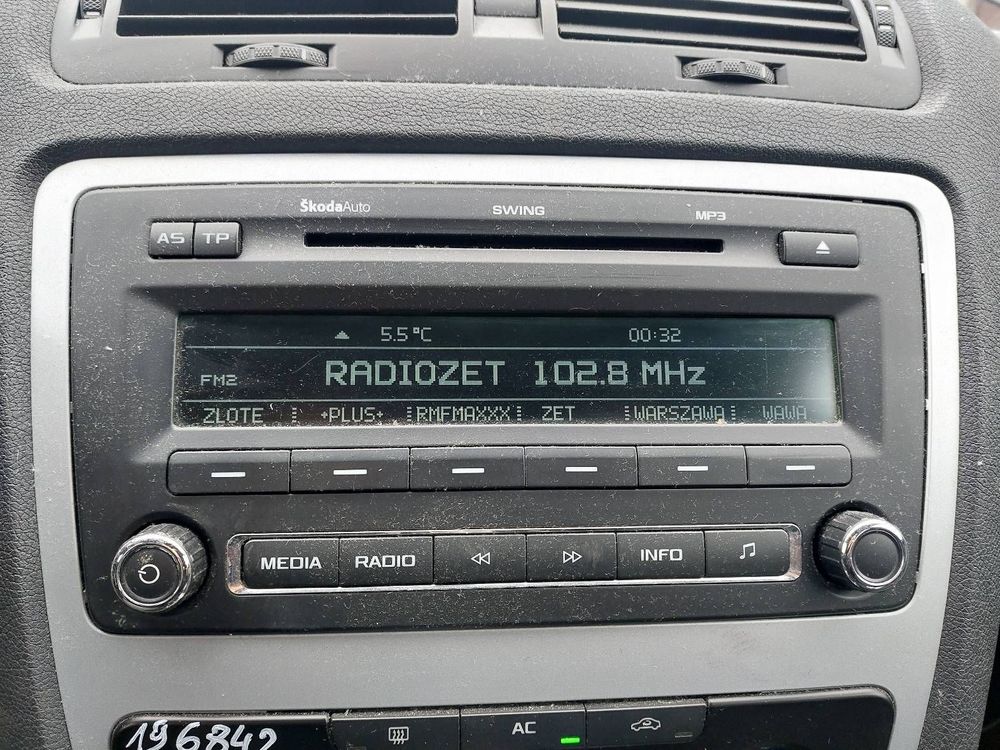 ŠkodaAuto SWING MP3
AS TP
5.5°C 00:32
FM2 RADIOZET 102.8 MHz
ZLOTE +PLUS+ RMFMAXXX ZET WARSZAWA WAWA
MEDIA RADIO INFO
AC
196842